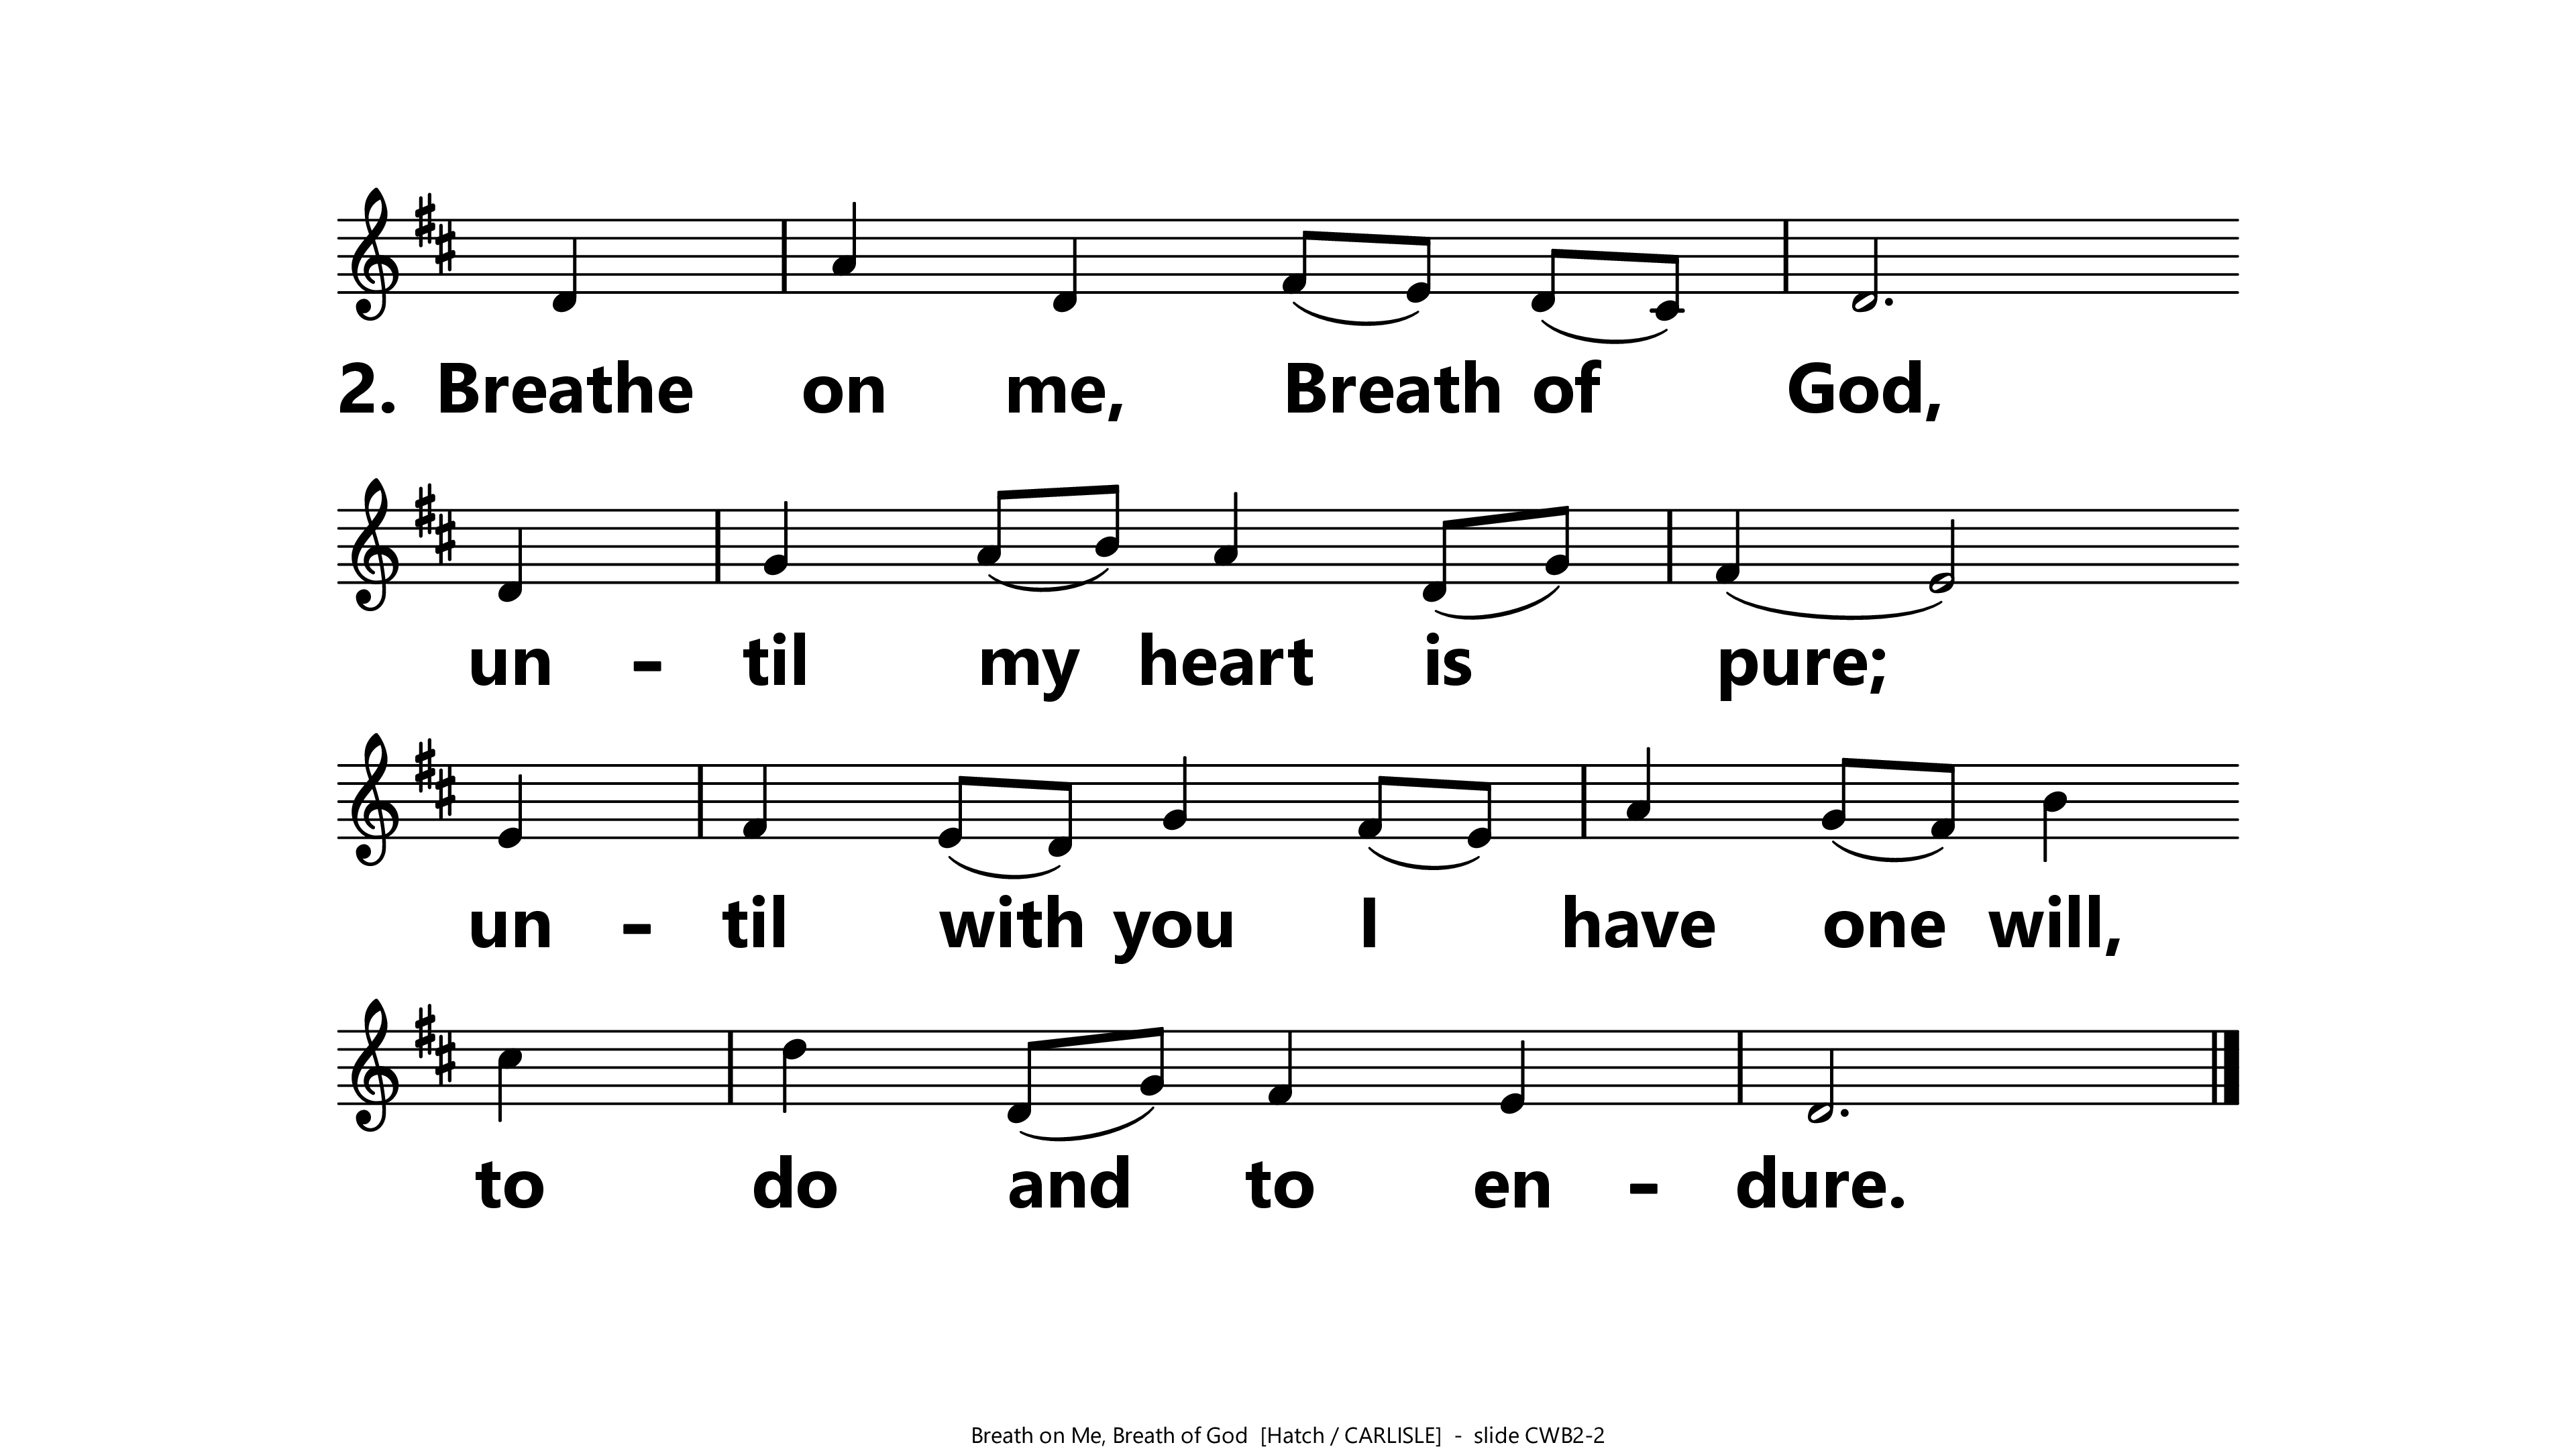 2. Breathe on me, Breath of God,
un - til my heart is pure;
un - til with you I have one will,
to do and to en - dure.
Breath on Me, Breath of God [Hatch / CARLISLE] - slide CWB2-2